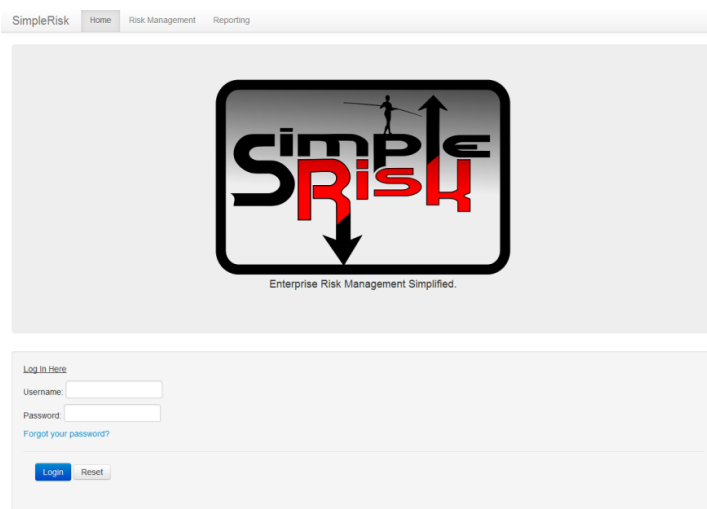 SimpleRisk Home Risk Management Reporting
Simple
Risk
Enterprise Risk Management Simplified.
Log In Here
Username:
Password:
Forgot your password?
Login Reset